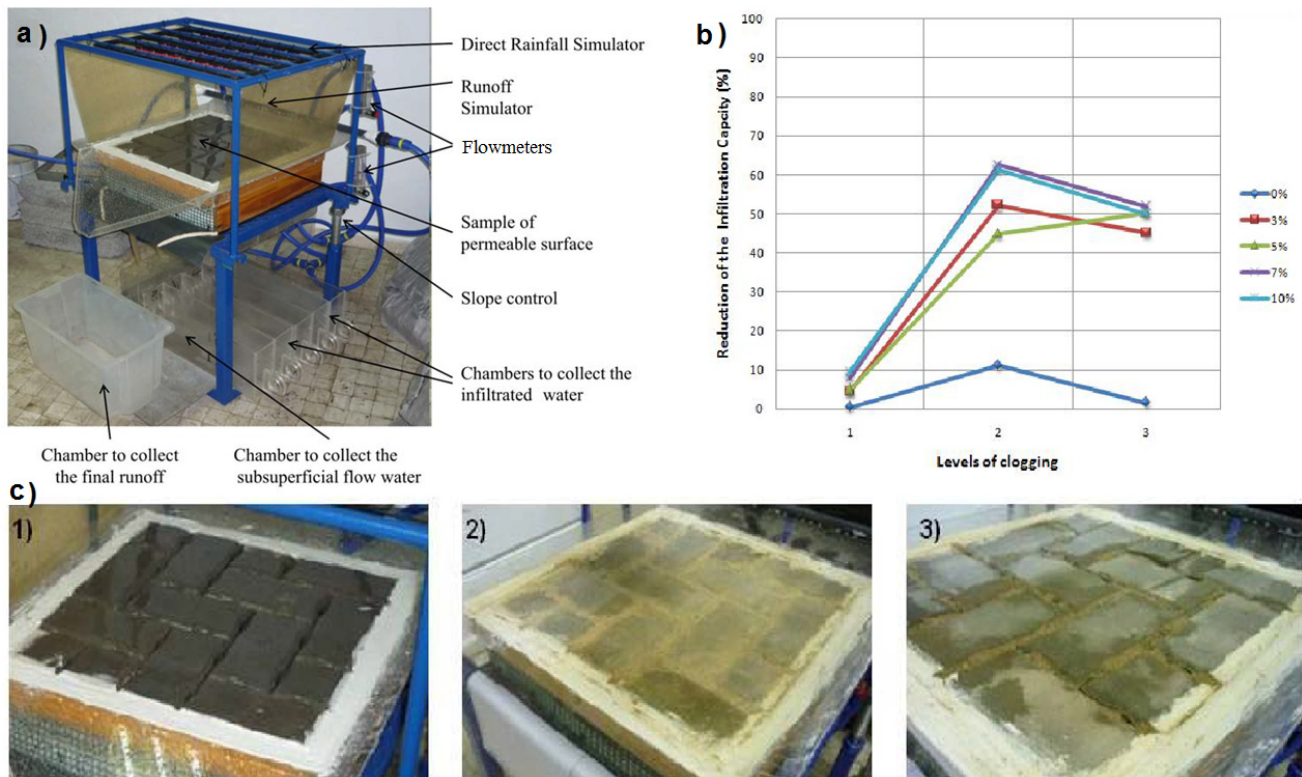 a )
Direct Rainfall Simulator
Runoff
Simulator
Flowmeters
Sample of
permeable surface
Slope control
Chambers to collect the
infiltrated water
Chamber to collect
the final runoff
Chamber to collect the
subsuperficial flow water
b )
Reduction of the Infiltration Capcity (%)
100
90
80
70
60
50
40
30
20
10
0
1
2
3
Levels of clogging
0%
3%
5%
7%
10%
c )
1)
2)
3)